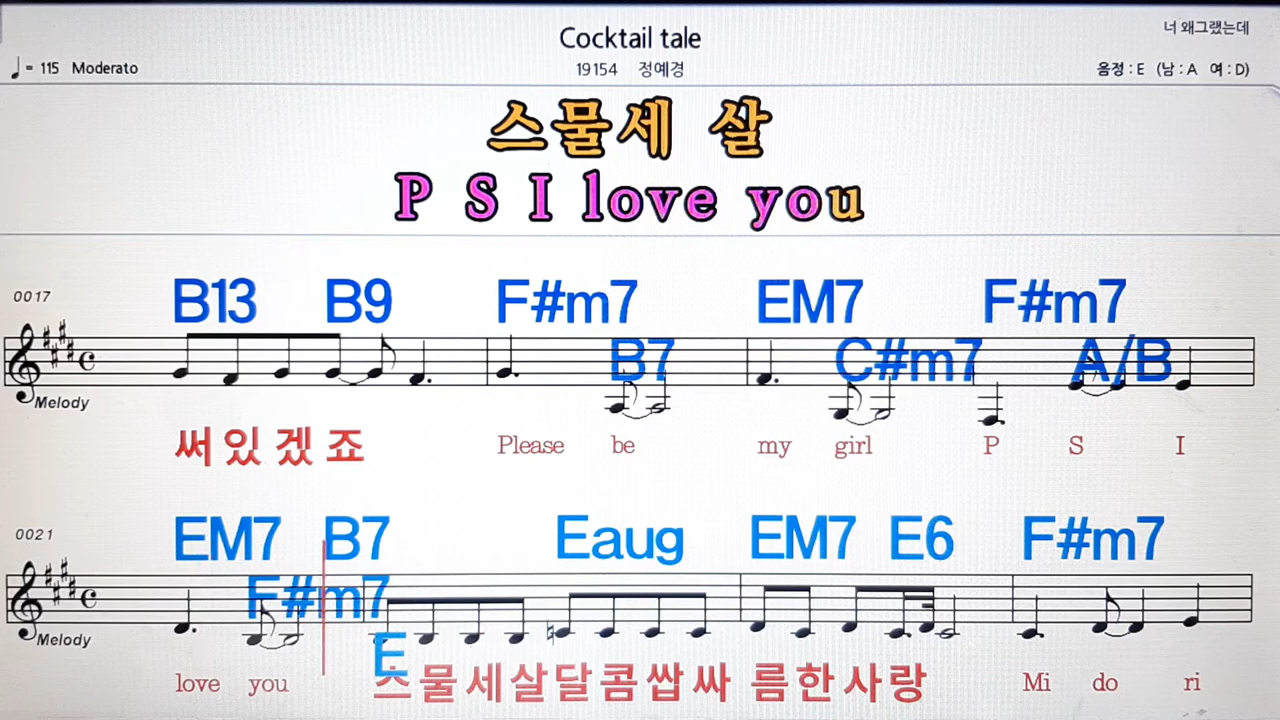 Cocktail tale
너 왜그랬는데
♩= 115 Moderato
19154 정예경
음정 : E (남 : A 여 : D)
스물세 살
P S I love you
0017
B13 B9 F#m7 EM7 F#m7
B7 C#m7 A/B
Melody
써 있 겠 죠 Please be my girl P S I
0021
EM7 B7 Eaug EM7 E6 F#m7
F#m7
Melody
E
love you 스물세살달콤쌉싸 름한사랑 Mi do ri